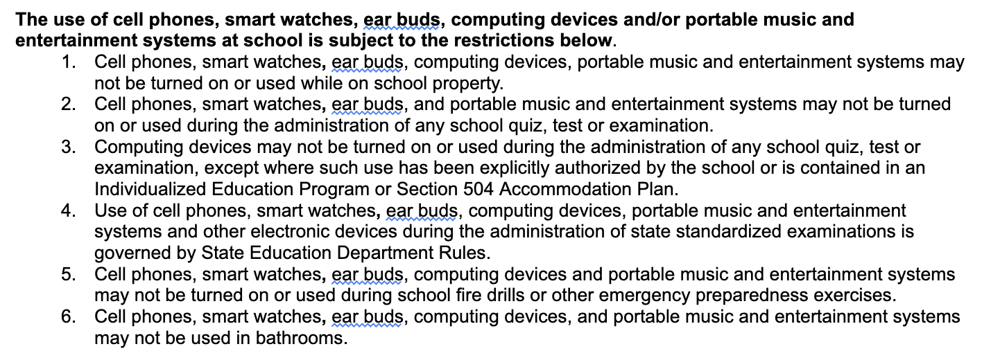 The use of cell phones, smart watches, ear buds, computing devices and/or portable music and
entertainment systems at school is subject to the restrictions below.
1. Cell phones, smart watches, ear buds, computing devices, portable music and entertainment systems may
not be turned on or used while on school property.
2. Cell phones, smart watches, ear buds, and portable music and entertainment systems may not be turned
on or used during the administration of any school quiz, test or examination.
3. Computing devices may not be turned on or used during the administration of any school quiz, test or
examination, except where such use has been explicitly authorized by the school or is contained in an
Individualized Education Program or Section 504 Accommodation Plan.
4. Use of cell phones, smart watches, ear buds, computing devices, portable music and entertainment
systems and other electronic devices during the administration of state standardized examinations is
governed by State Education Department Rules.
5. Cell phones, smart watches, ear buds, computing devices and portable music and entertainment systems
may not be turned on or used during school fire drills or other emergency preparedness exercises.
6. Cell phones, smart watches, ear buds, computing devices, and portable music and entertainment systems
may not be used in bathrooms.